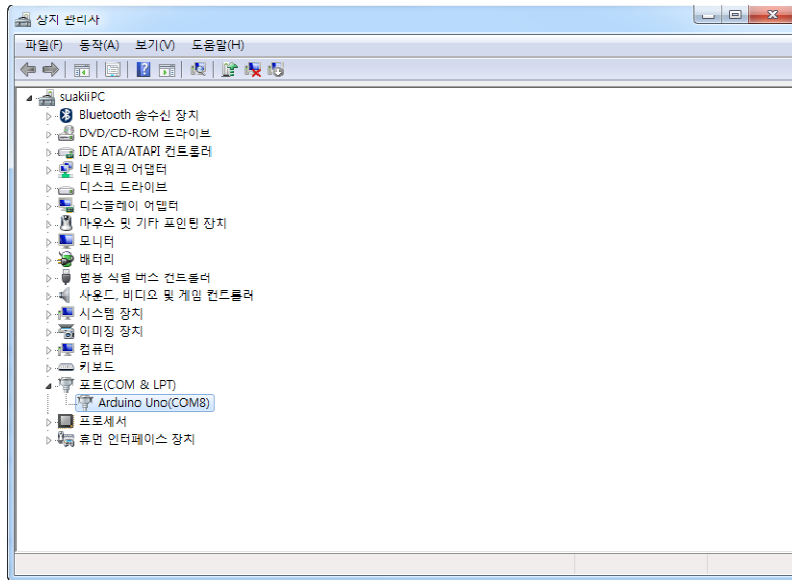 장치 관리자
파일(F) 동작(A) 보기(V) 도움말(H)
suakiiPC
Bluetooth 송수신 장치
DVD/CD-ROM 드라이브
IDE ATA/ATAPI 컨트롤러
네트워크 어댑터
디스크 드라이브
디스플레이 어댑터
마우스 및 기타 포인팅 장치
모니터
배터리
범용 직렬 버스 컨트롤러
사운드, 비디오 및 게임 컨트롤러
시스템 장치
이미징 장치
컴퓨터
키보드
포트(COM & LPT)
Arduino Uno(COM8)
프로세서
휴먼 인터페이스 장치